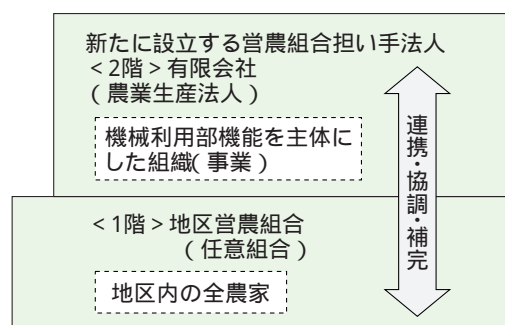 新たに設立する営農組合担い手法人
＜2階＞有限会社
（農業生産法人）
機械利用部機能を主体に
した組織（事業）
連携・協調・補完
＜1階＞地区営農組合
（任意組合）
地区内の全農家